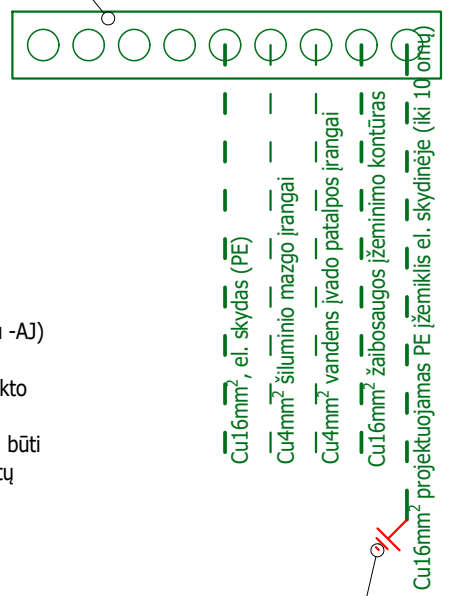 u -AJ)
kto
būti
tų
Cu16mm², el. skydas (PE)
Cu4mm² šiluminio mazgo įrangai
Cu4mm² vandens įvado patalpos įrangai
Cu16mm² žaibosaugos įžeminimo kontūras
Cu16mm² projektuojamas PE įžemiklis el. skydinėje (iki 10 omų)